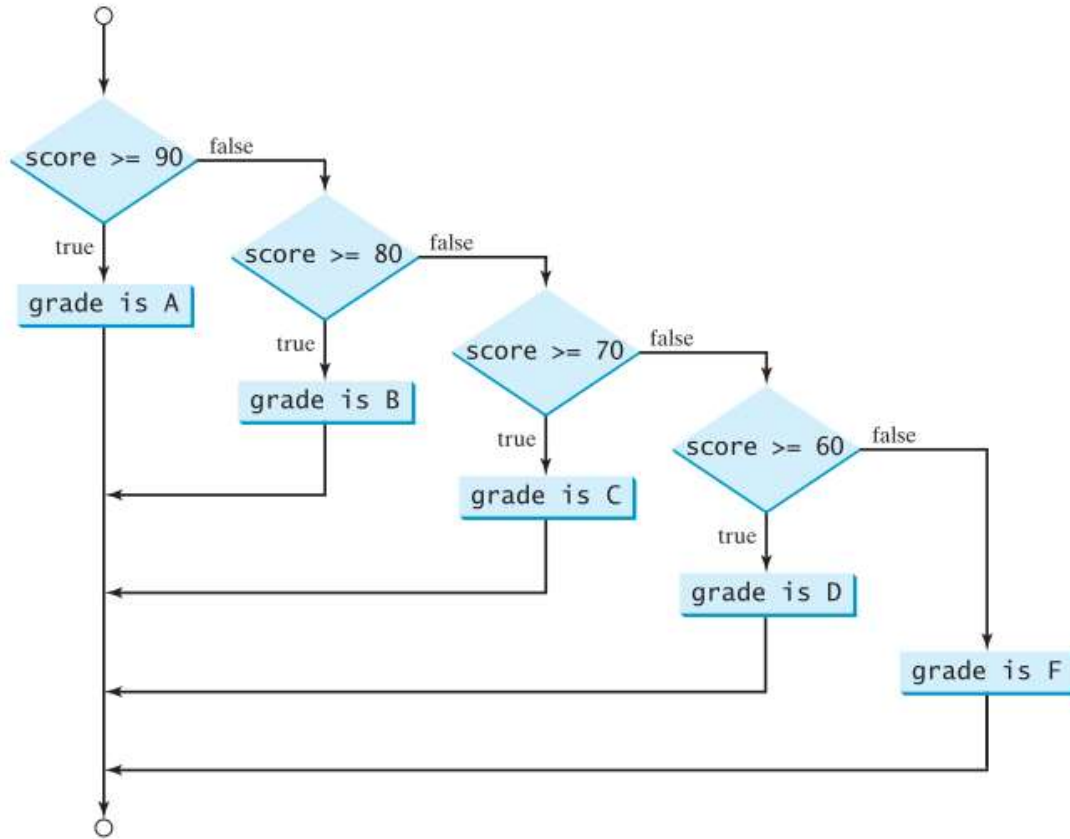 score >= 90
false
true
grade is A
score >= 80
false
true
grade is B
score >= 70
false
true
grade is C
score >= 60
false
true
grade is D
grade is F